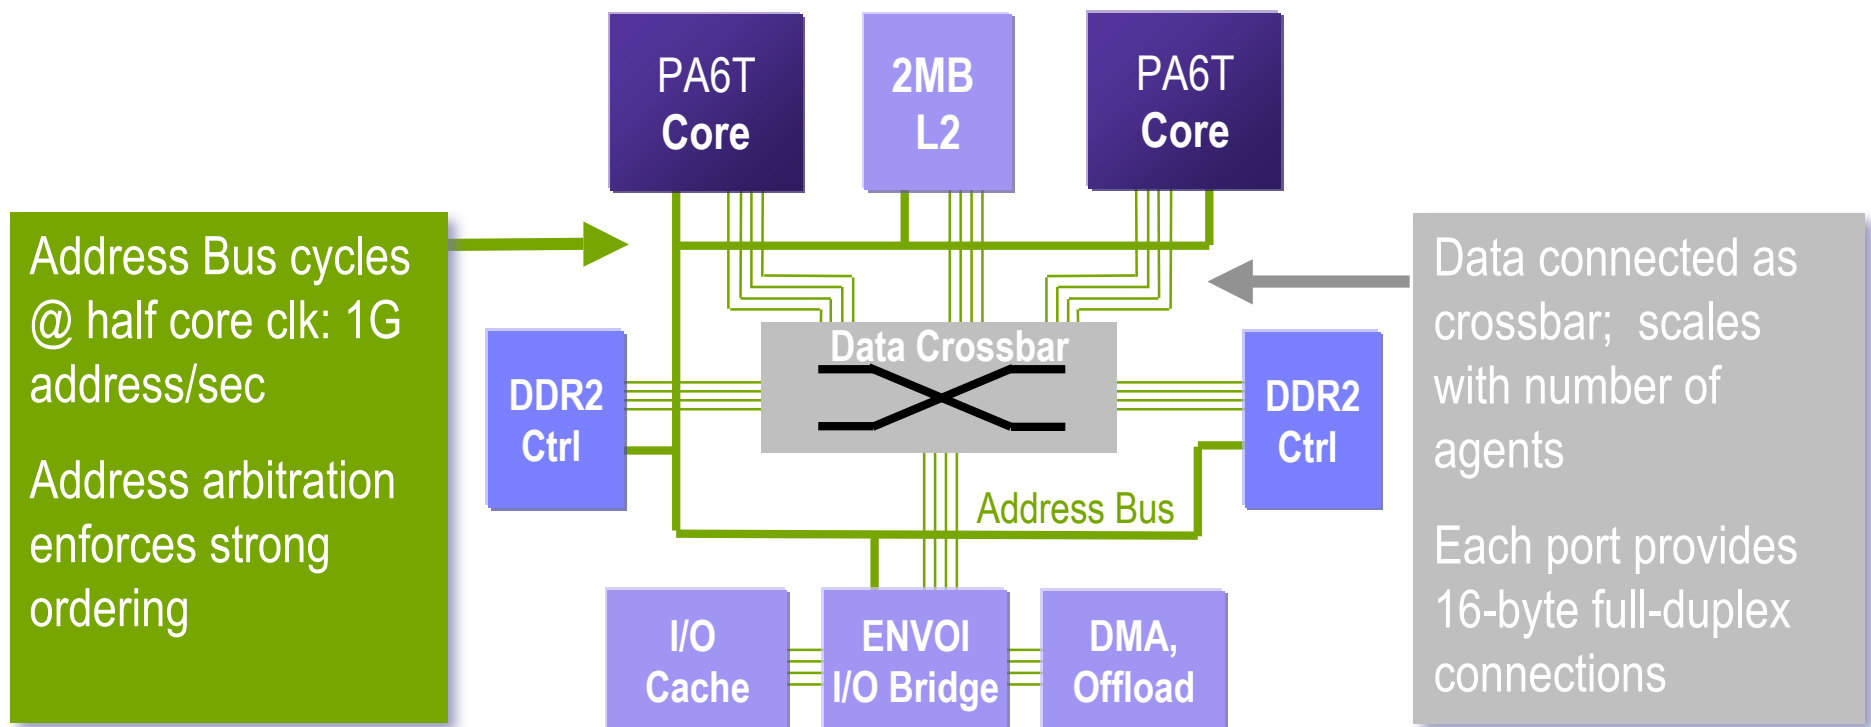 PA6T
Core
2MB
L2
PA6T
Core
Address Bus cycles
@ half core clk: 1G
address/sec
Address arbitration
enforces strong
ordering
Data Crossbar
DDR2
Ctrl
DDR2
Ctrl
Address Bus
I/O
Cache
ENVOI
I/O Bridge
DMA,
Offload
Data connected as
crossbar; scales
with number of
agents
Each port provides
16-byte full-duplex
connections